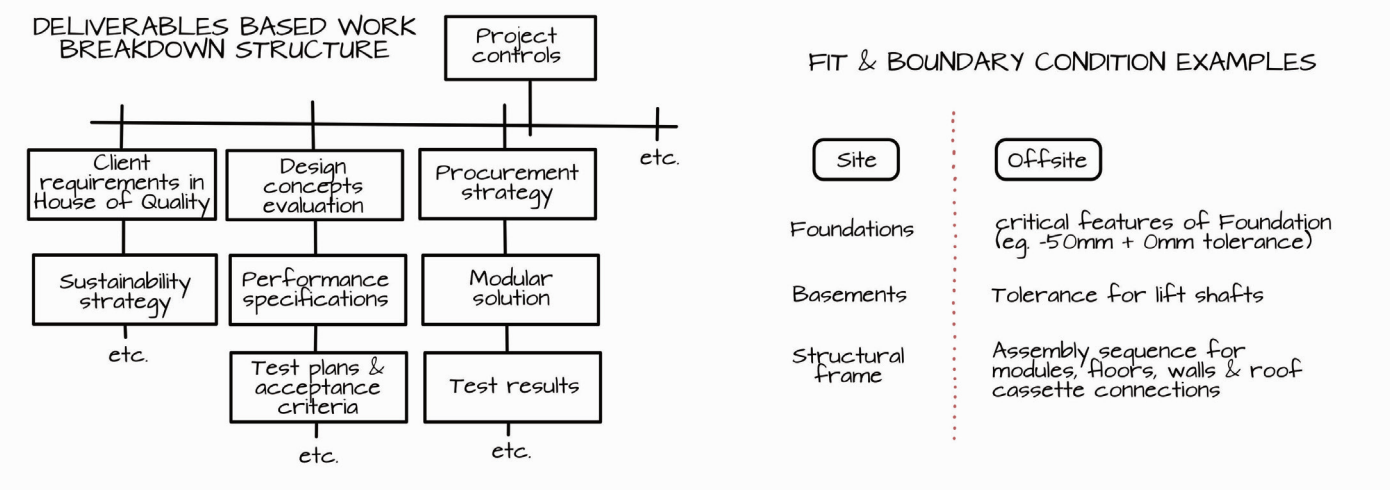 DELIVERABLES BASED WORK
BREAKDOWN STRUCTURE
Project
controls
etc.
Client
requirements in
House of Quality
Sustainability
strategy
etc.
Design
concepts
evaluation
Performance
specifications
Test plans &
acceptance
criteria
etc.
Procurement
strategy
Modular
solution
Test results
etc.
FIT & BOUNDARY CONDITION EXAMPLES
Site
Offsite
Foundations
critical features of Foundation
(eg. -50mm + 0mm tolerance)
Basements
Tolerance for lift shafts
Structural
frame
Assembly sequence for
modules, floors, walls & roof
cassette connections